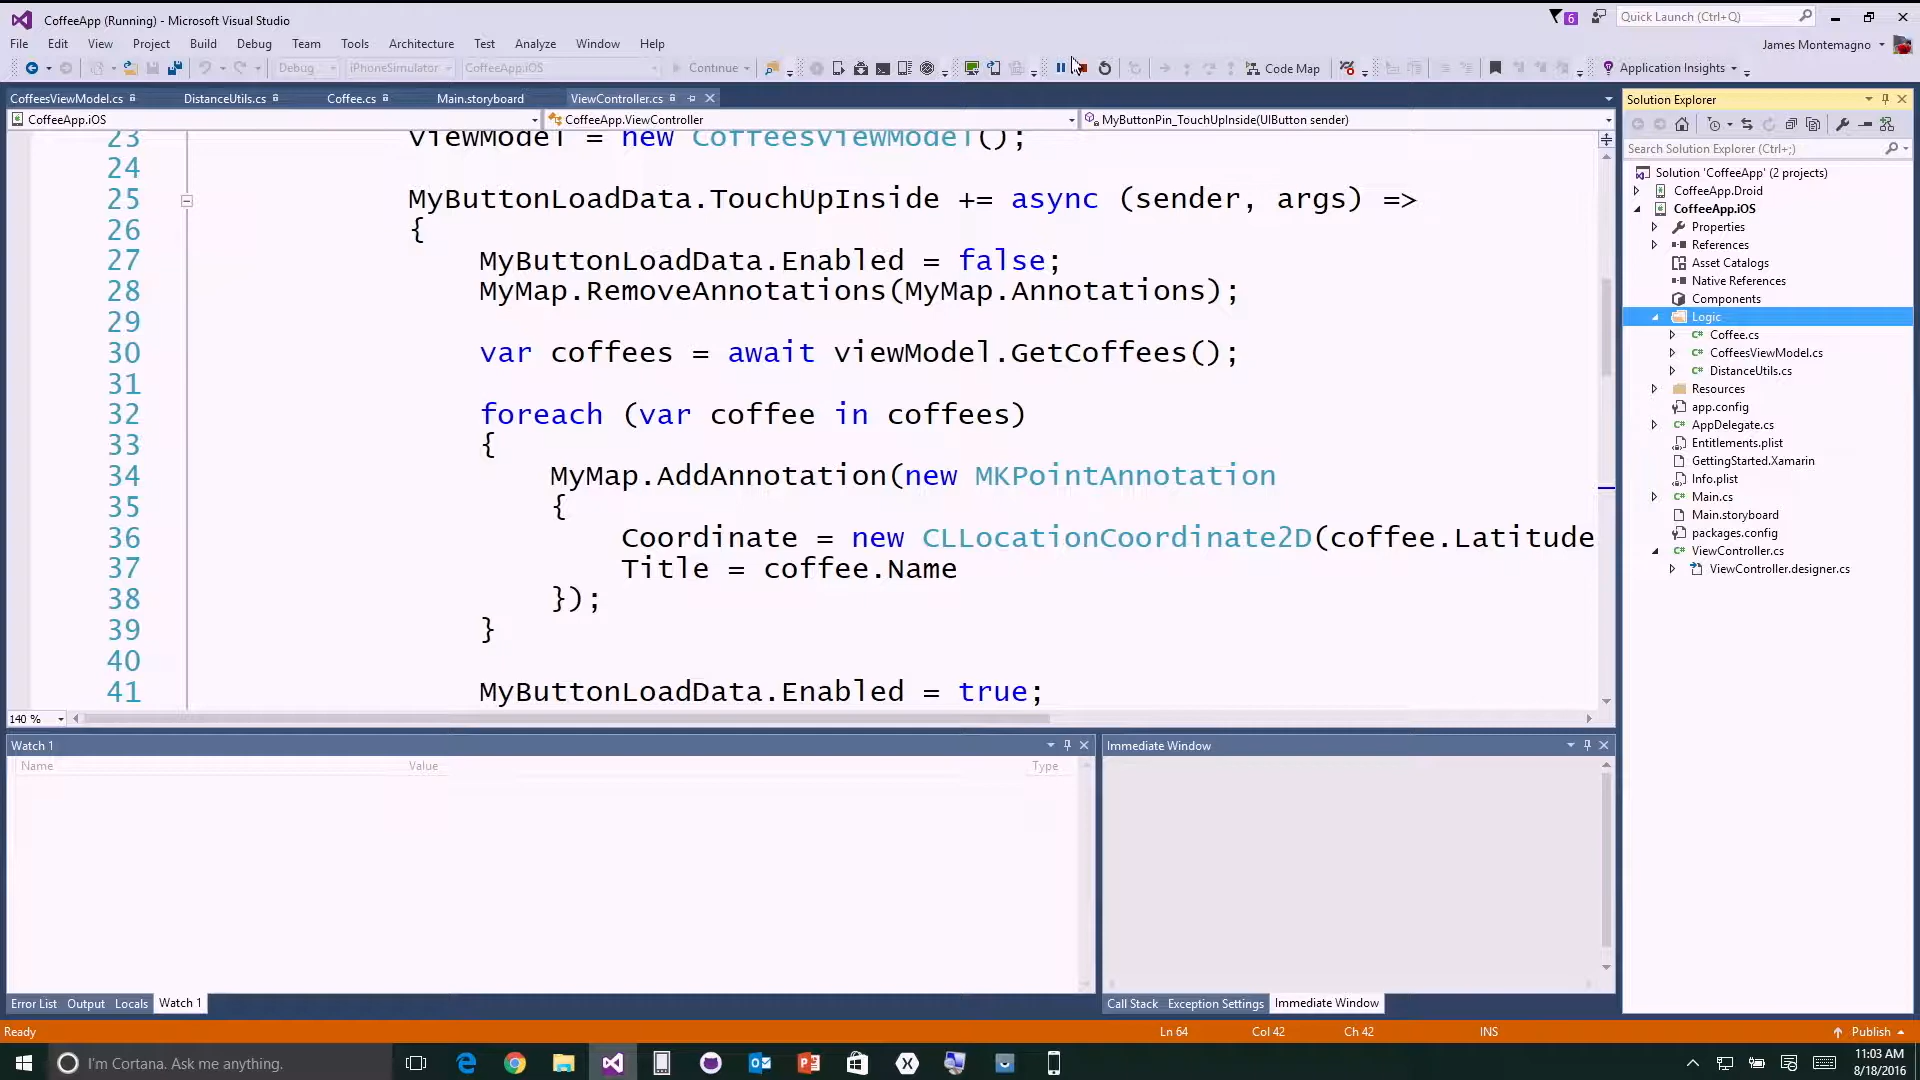 CoffeeApp (Running) - Microsoft Visual Studio
6
Quick Launch (Ctrl+Q)
File Edit View Project Build Debug Team Tools Architecture Test Analyze Window Help
James Montemagno
Debug iPhoneSimulator CoffeeApp.iOS Continue Code Map Application Insights
CoffeesViewModel.cs DistanceUtils.cs Coffee.cs Main.storyboard ViewController.cs
CoffeeApp.iOS CoffeeApp.ViewController MyButtonPin_TouchUpInside(UIButton sender)
23 viewModel = new CoffeesViewModel();
24
25 MyButtonLoadData.TouchUpInside += async (sender, args) =>
26 {
27 MyButtonLoadData.Enabled = false;
28 MyMap.RemoveAnnotations(MyMap.Annotations);
29
30 var coffees = await viewModel.GetCoffees();
31
32 foreach (var coffee in coffees)
33 {
34 MyMap.AddAnnotation(new MKPointAnnotation
35 {
36 Coordinate = new CLLocationCoordinate2D(coffee.Latitude
37 Title = coffee.Name
38 });
39 }
40
41 MyButtonLoadData.Enabled = true;
140 %
Solution Explorer
Search Solution Explorer (Ctrl+;)
Solution 'CoffeeApp' (2 projects)
CoffeeApp.Droid
CoffeeApp.iOS
Properties
References
Asset Catalogs
Native References
Components
Logic
Coffee.cs
CoffeesViewModel.cs
DistanceUtils.cs
Resources
app.config
AppDelegate.cs
Entitlements.plist
GettingStarted.Xamarin
Info.plist
Main.cs
Main.storyboard
packages.config
ViewController.cs
ViewController.designer.cs
Watch 1
Name Value Type
Immediate Window
Error List Output Locals Watch 1
Call Stack Exception Settings Immediate Window
Ready Ln 64 Col 42 Ch 42 INS Publish
I'm Cortana. Ask me anything.
11:03 AM
8/18/2016